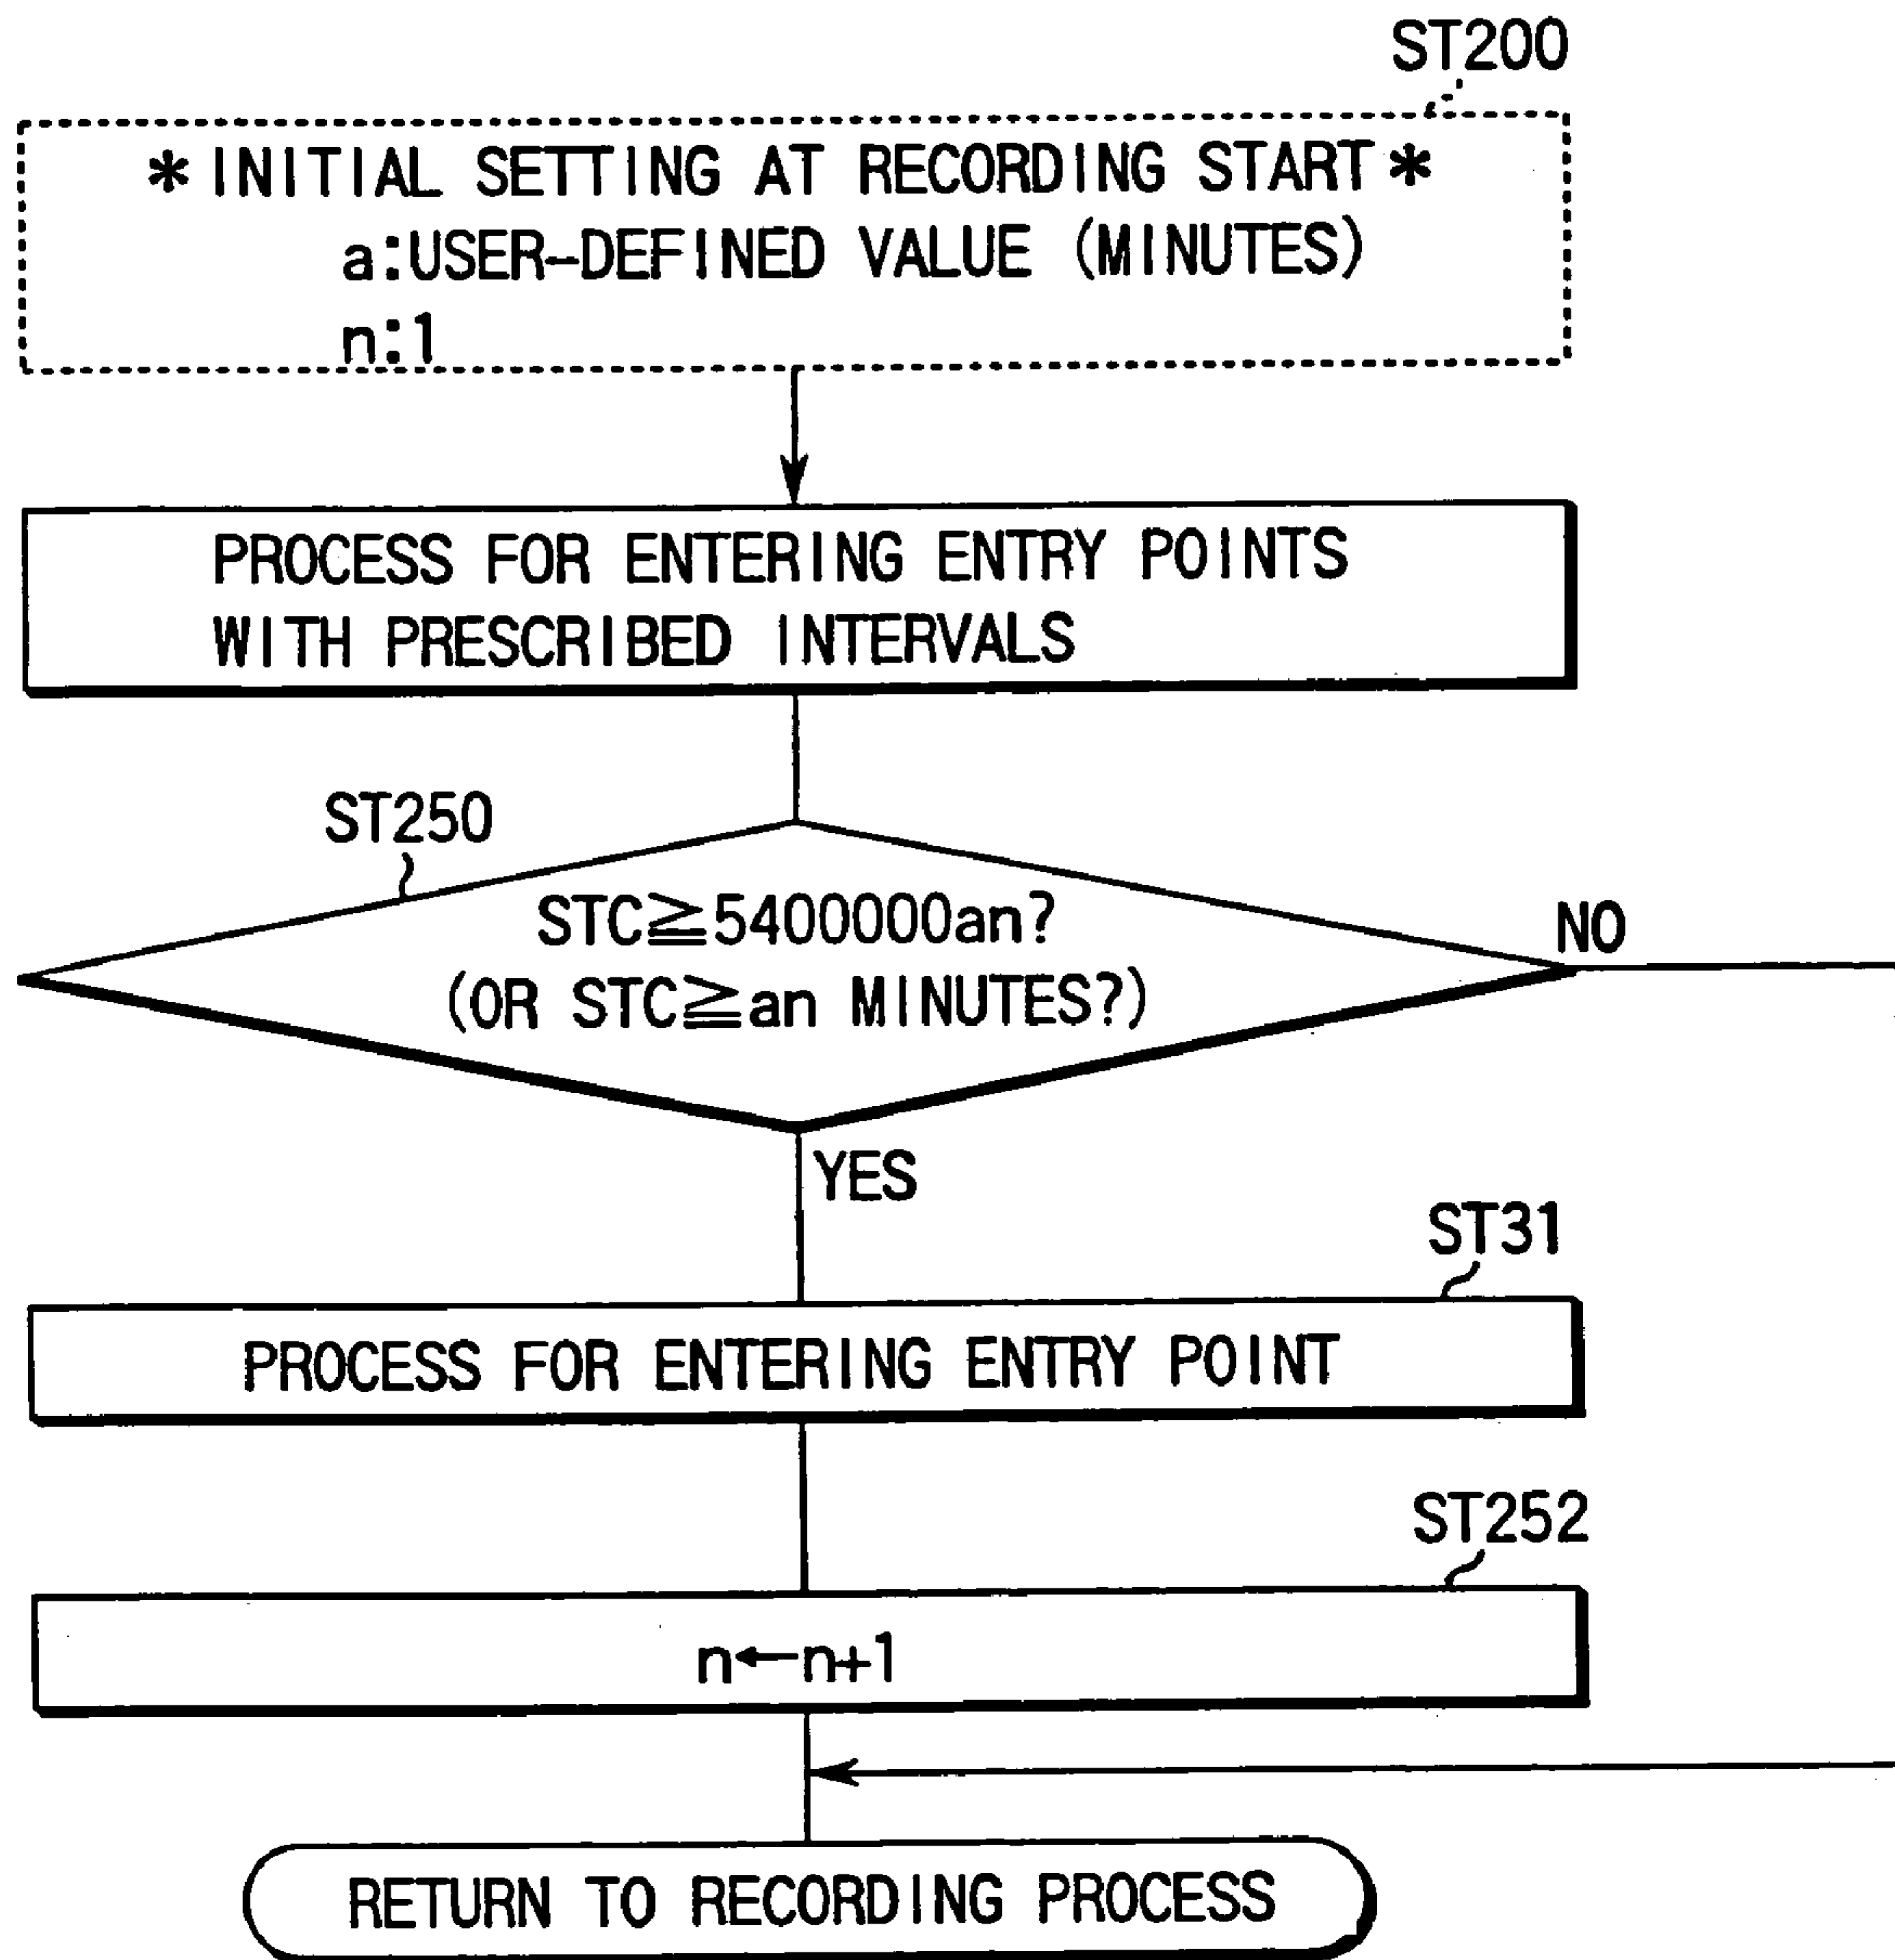 ST200
*INITIAL SETTING AT RECORDING START*
a:USER-DEFINED VALUE (MINUTES)
n:1
PROCESS FOR ENTERING ENTRY POINTS
WITH PRESCRIBED INTERVALS
ST250
STC≧5400000an?
(OR STC≧an MINUTES?)
NO
YES
ST31
PROCESS FOR ENTERING ENTRY POINT
ST252
n←n+1
RETURN TO RECORDING PROCESS